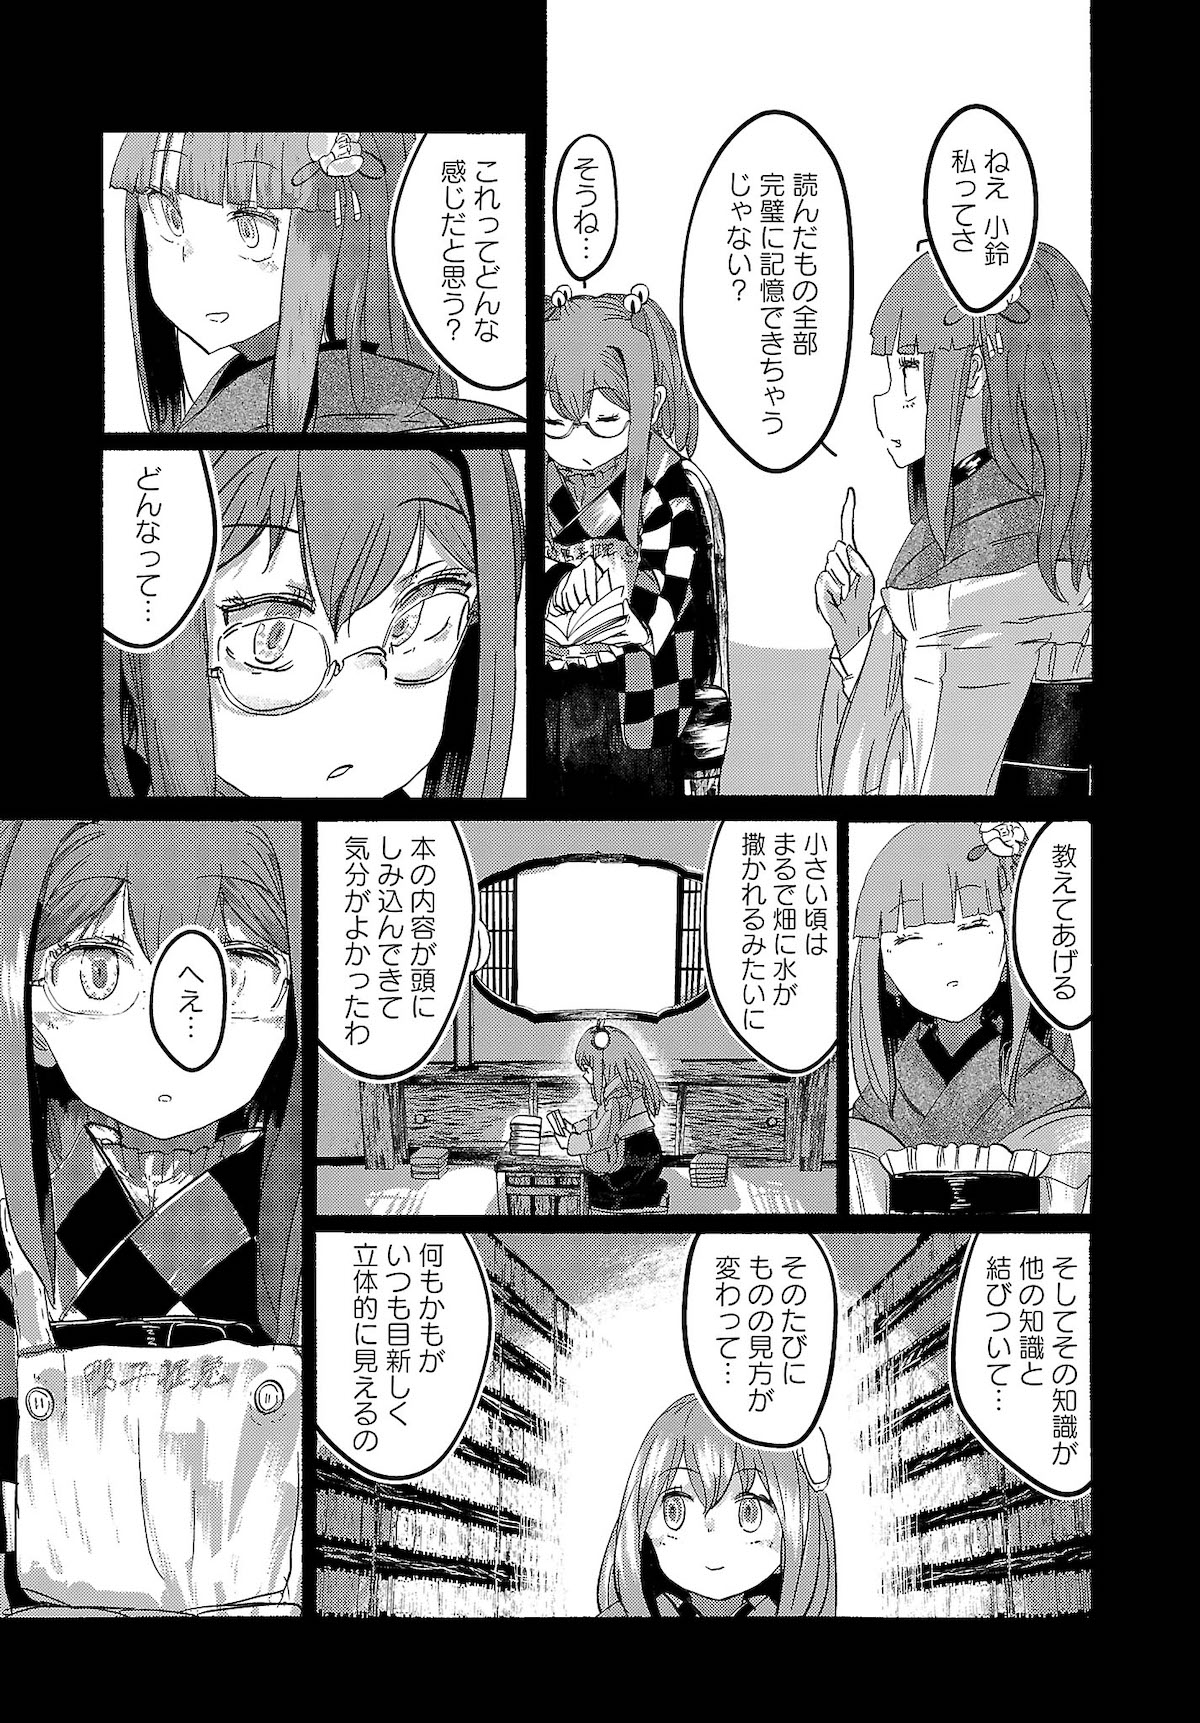 ねえ 小鈴
私ってさ
読んだもの全部
完璧に記憶できちゃう
じゃない?
そうね…
これってどんな
感じだと思う?
どんなって…
教えてあげる
小さい頃は
まるで畑に水が
撒かれるみたいに
本の内容が頭に
しみ込んできて
気分がよかったわ
へえ…
そしてその知識が
他の知識と
結びついて…
そのたびに
ものの見方が
変わって…
何もかもが
いつも目新しく
立体的に見えるの